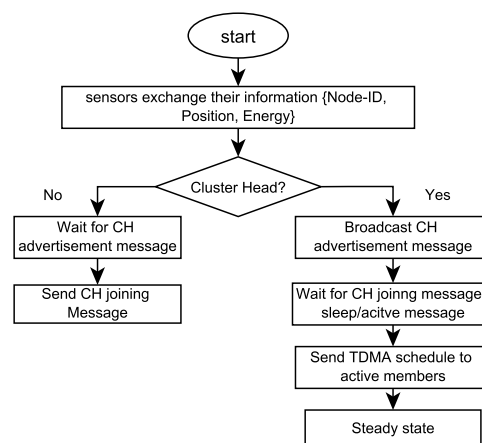 start
sensors exchange their information {Node-ID,
Position, Energy}
Cluster Head?
No
Yes
Wait for CH
advertisement message
Send CH joining
Message
Broadcast CH
advertisement message
Wait for CH joinng message
sleep/acitve message
Send TDMA schedule to
active members
Steady state